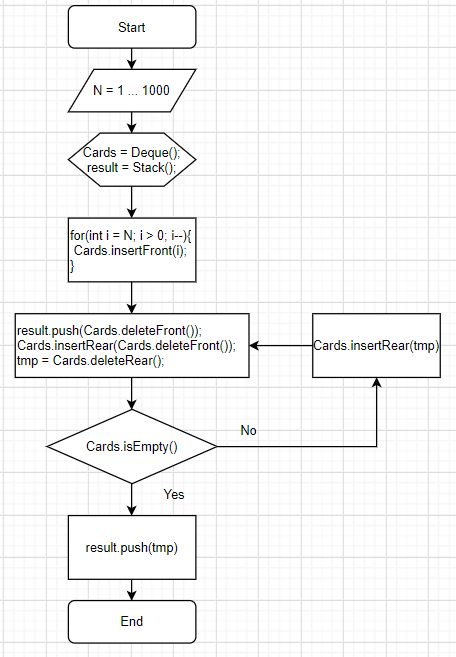 Start
N = 1 ... 1000
Cards = Deque();
result = Stack();
for(int i = N; i > 0; i--){
Cards.insertFront(i);
}
result.push(Cards.deleteFront());
Cards.insertRear(Cards.deleteFront());
tmp = Cards.deleteRear();
Cards.insertRear(tmp)
Cards.isEmpty()
No
Yes
result.push(tmp)
End